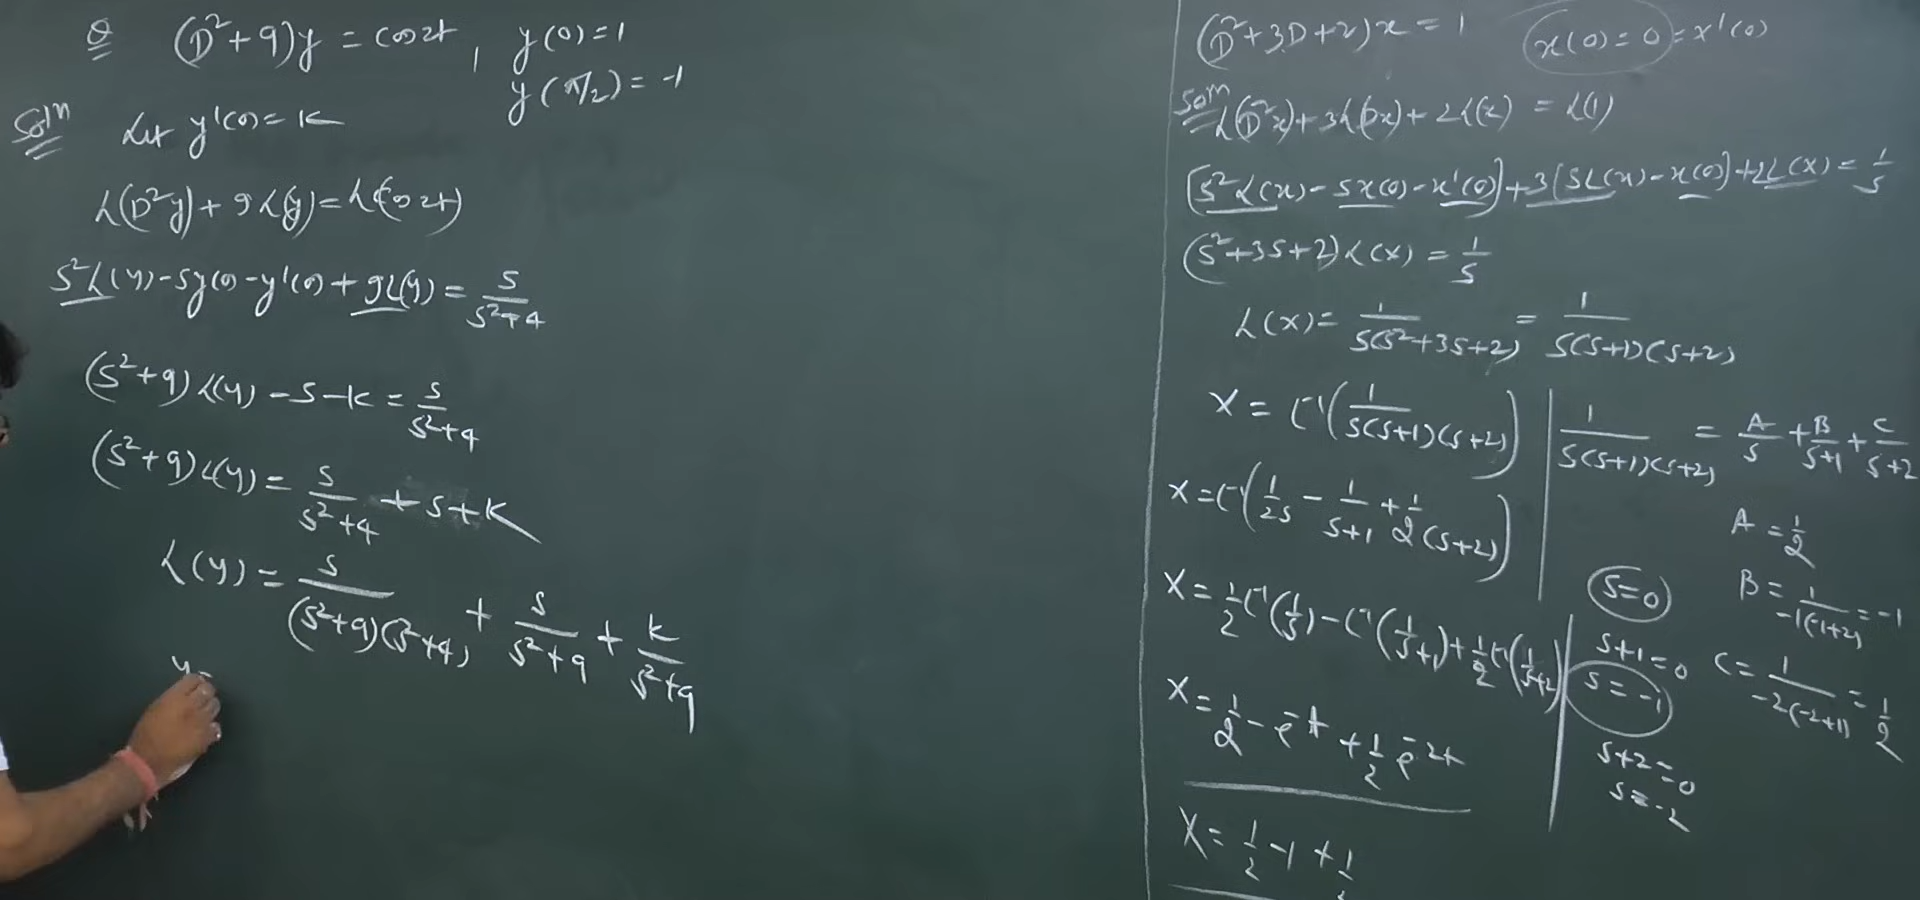 Q (D²+9)y = cos2t, y(0)=1
y(π/2)=-1
Soln Let y'(0)=k
L(D²y)+9L(y)=L(cos2t)
s²L(y)-sy(0)-y'(0)+9L(y)=s/(s²+4)
(s²+9)L(y)-s-k=s/(s²+4)
(s²+9)L(y)=s/(s²+4)+s+k
L(y)=s/((s²+9)(s²+4))+s/(s²+9)+k/(s²+9)
y=
(D²+3D+2)x=1 x(0)=0=x'(0)
Soln L(D²x)+3L(Dx)+2L(x)=L(1)
[s²L(x)-sx(0)-x'(0)]+3[sL(x)-x(0)]+2L(x)=1/s
(s²+3s+2)L(x)=1/s
L(x)=1/(s(s²+3s+2))=1/(s(s+1)(s+2))
x=L⁻¹(1/(s(s+1)(s+2)))
x=L⁻¹(1/2s-1/(s+1)+1/(2(s+2)))
x=1/2L⁻¹(1/s)-L⁻¹(1/(s+1))+1/2L⁻¹(1/(s+2))
x=1/2-e⁻ᵗ+1/2e⁻²ᵗ
x=1/2-1+1/
1/(s(s+1)(s+2))=A/s+B/(s+1)+C/(s+2)
A=1/2
s=0
B=1/(-1(-1+2))=-1
s+1=0
s=-1
C=1/(-2(-2+1))=1/2
s+2=0
s=-2